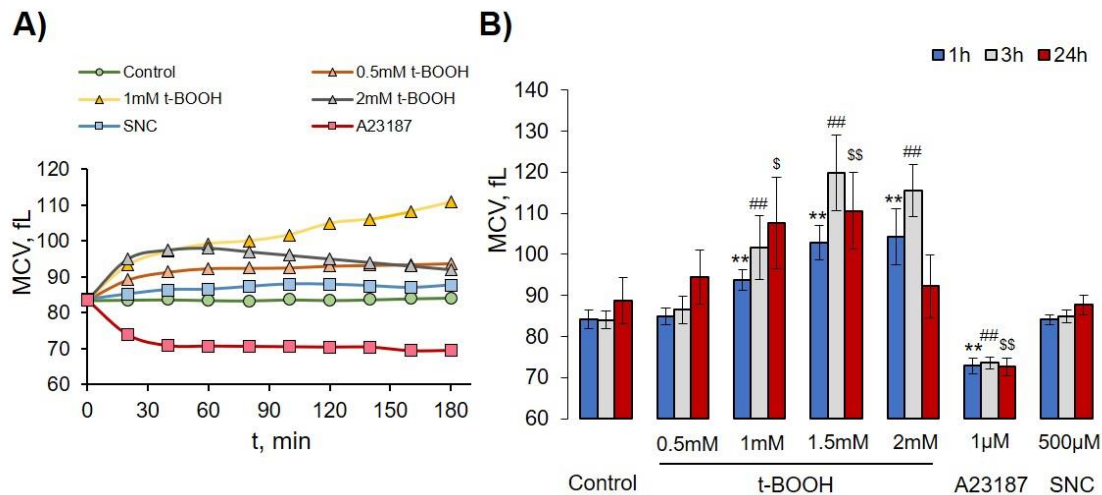 A)
Control
0.5mM t-BOOH
1mM t-BOOH
2mM t-BOOH
SNC
A23187
120
110
100
90
80
70
60
MCV, fL
0 30 60 90 120 150 180
t, min
B)
1h 3h 24h
140
130
120
110
100
90
80
70
60
MCV, fL
** ## $
** ## $$
** ##
** ## $$
0.5mM 1mM 1.5mM 2mM 1µM 500µM
Control t-BOOH A23187 SNC